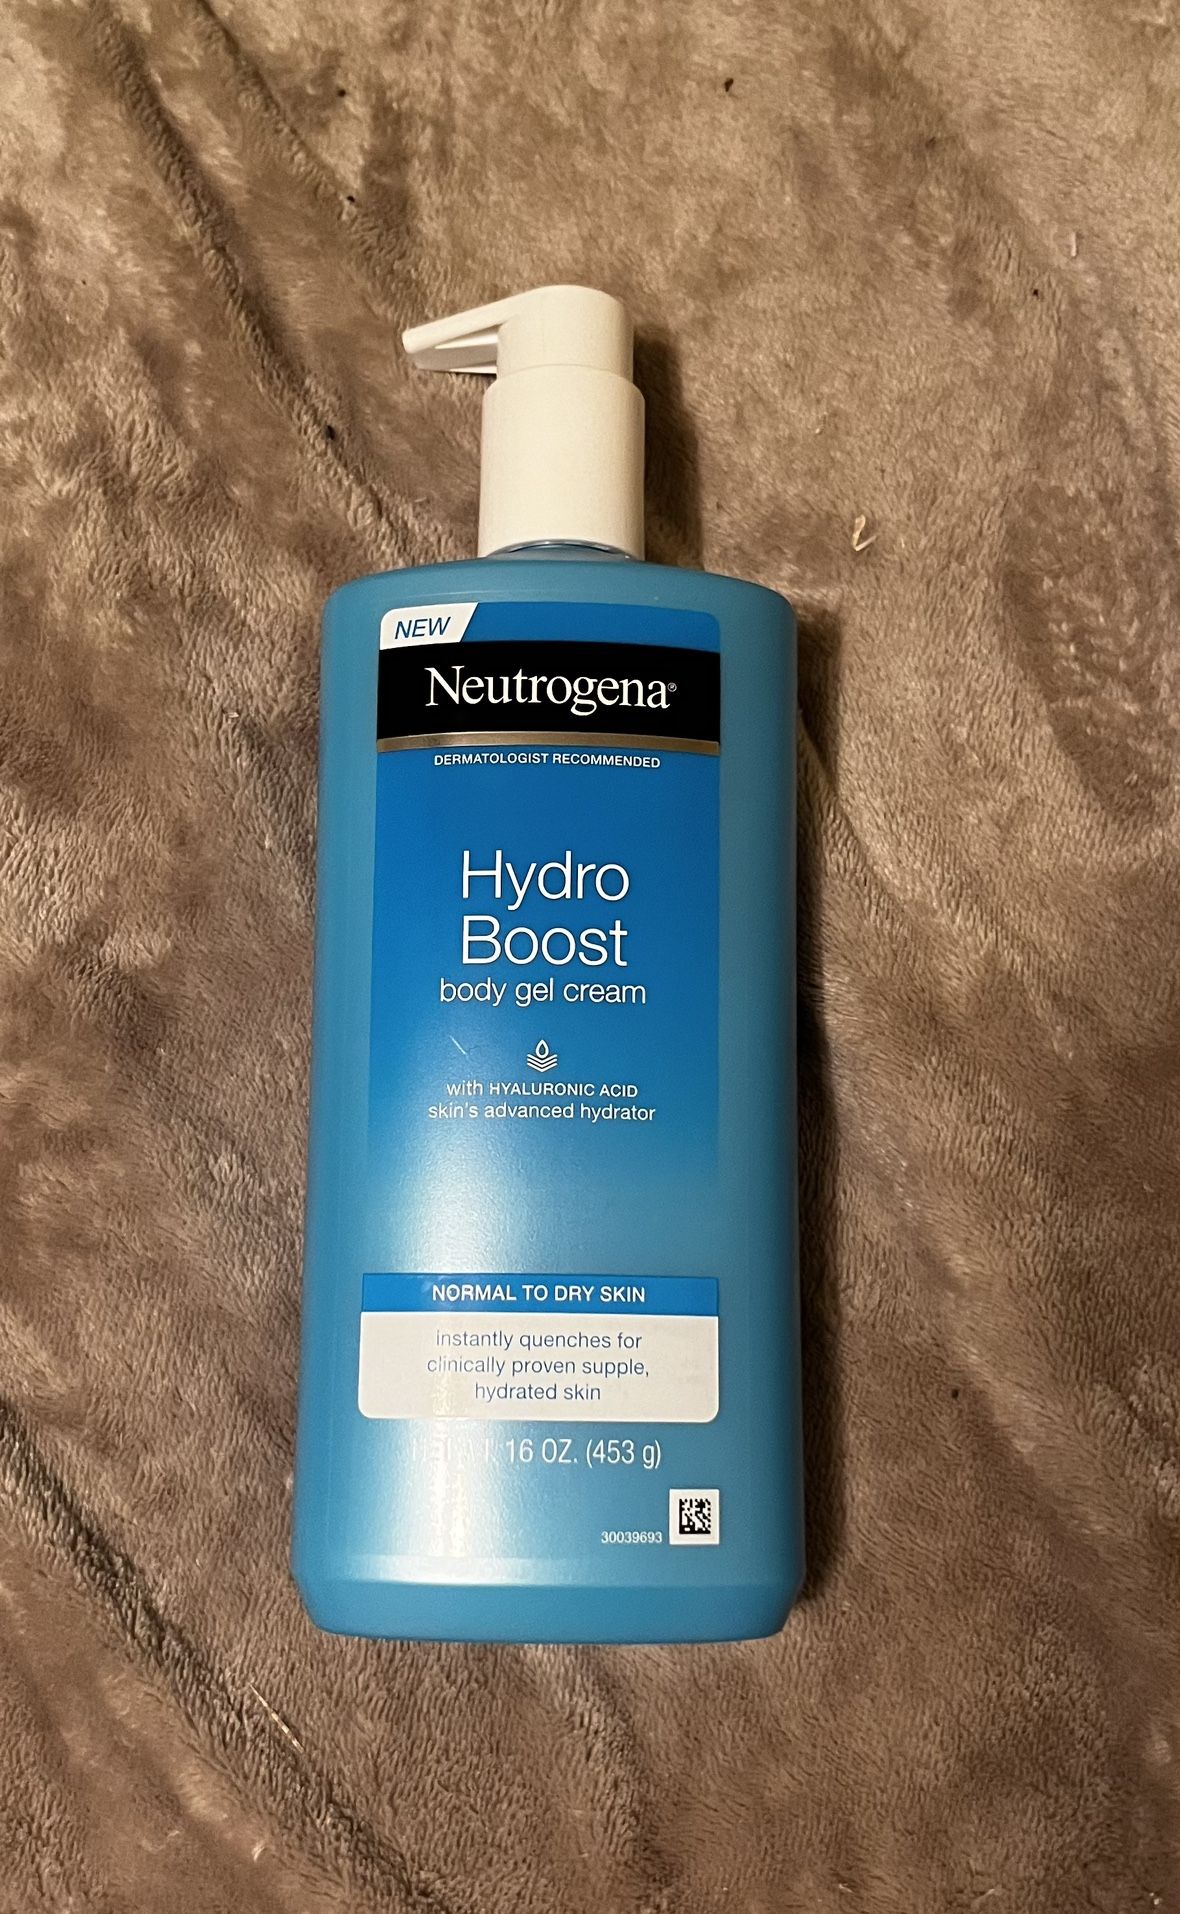 NEW
Neutrogena®
DERMATOLOGIST RECOMMENDED
Hydro
Boost
body gel cream
with HYALURONIC ACID
skin's advanced hydrator
NORMAL TO DRY SKIN
instantly quenches for
clinically proven supple,
hydrated skin
16 OZ. (453 g)
30039693